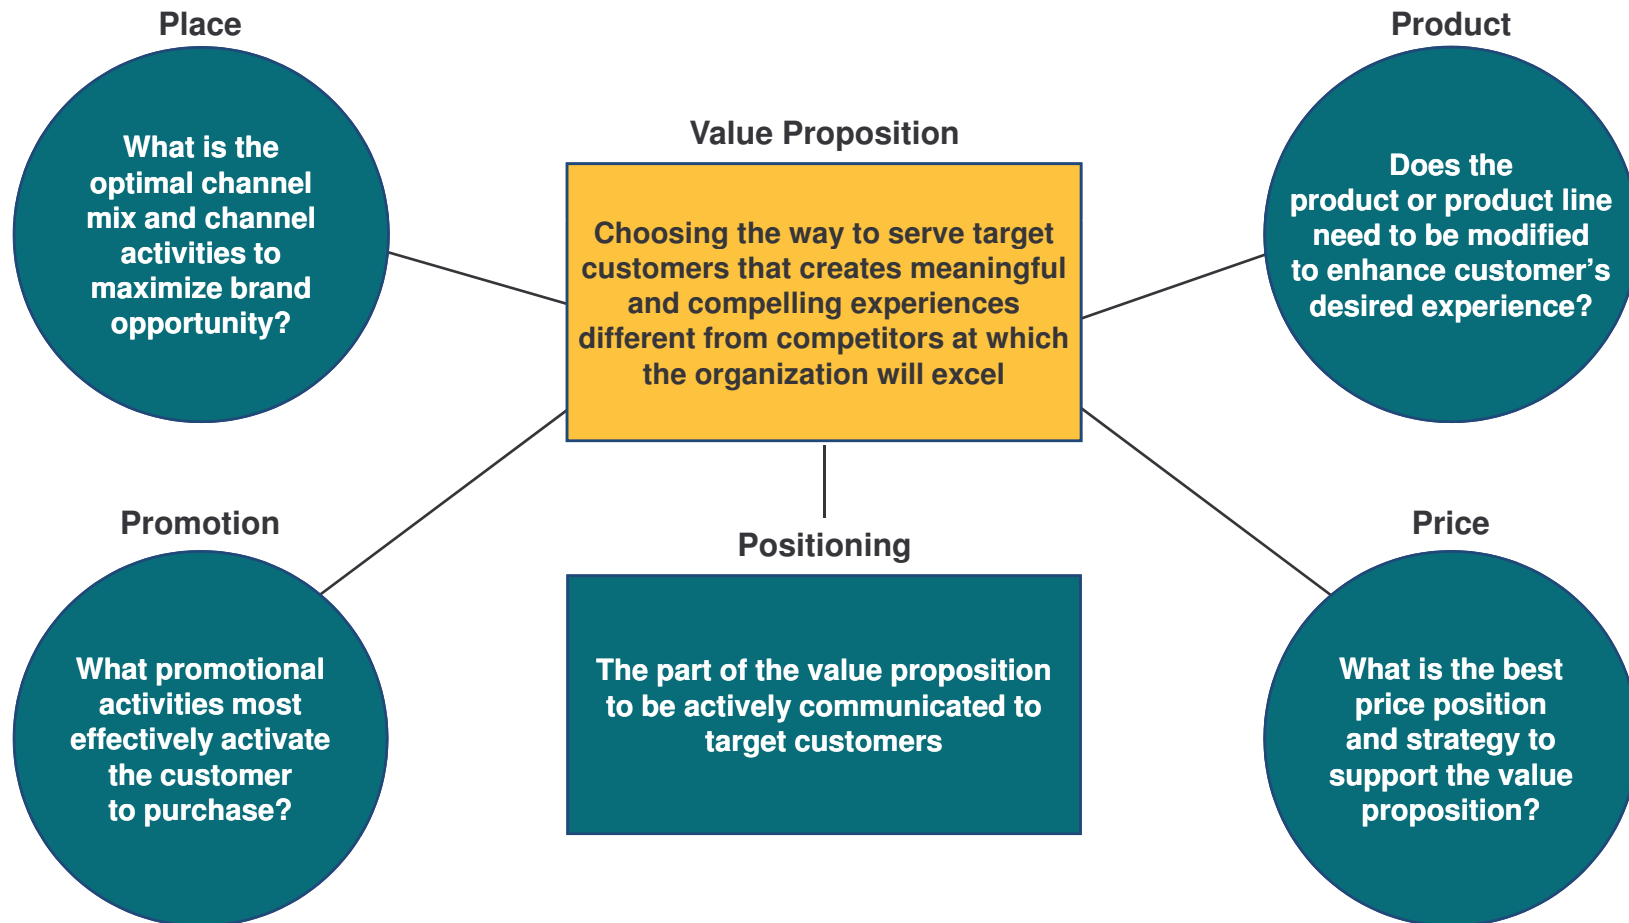 Place
What is the
optimal channel
mix and channel
activities to
maximize brand
opportunity?
Value Proposition
Choosing the way to serve target
customers that creates meaningful
and compelling experiences
different from competitors at which
the organization will excel
Product
Does the
product or product line
need to be modified
to enhance customer’s
desired experience?
Promotion
What promotional
activities most
effectively activate
the customer
to purchase?
Positioning
The part of the value proposition
to be actively communicated to
target customers
Price
What is the best
price position
and strategy to
support the value
proposition?